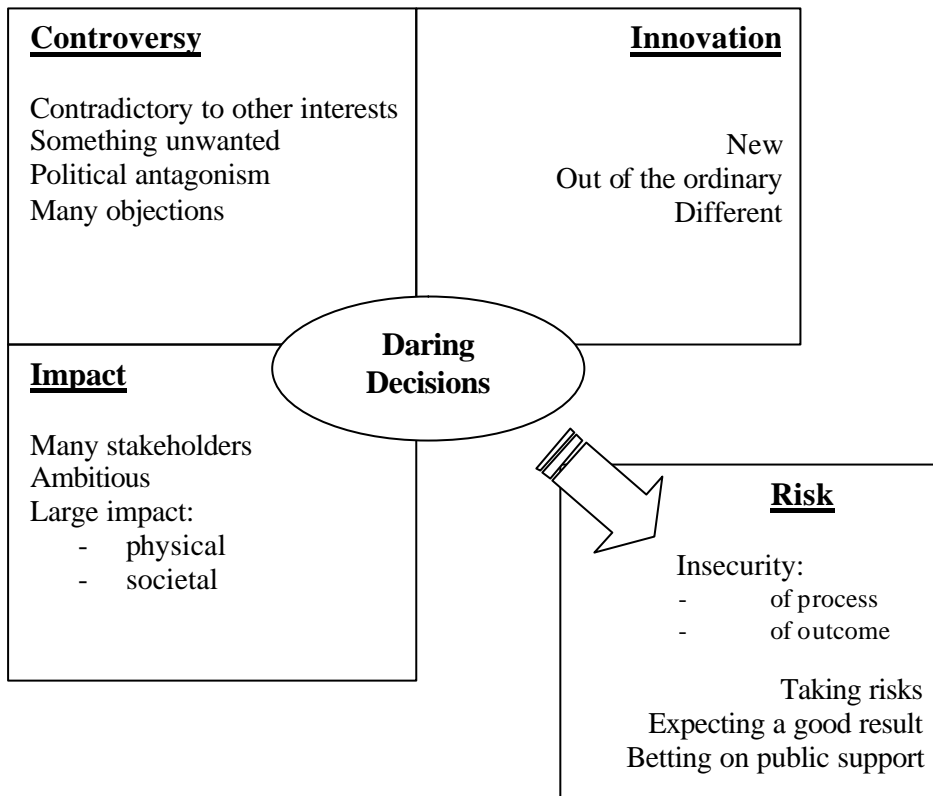 Controversy
Contradictory to other interests
Something unwanted
Political antagonism
Many objections
Innovation
New
Out of the ordinary
Different
Daring
Decisions
Impact
Many stakeholders
Ambitious
Large impact:
- physical
- societal
Risk
Insecurity:
- of process
- of outcome
Taking risks
Expecting a good result
Betting on public support